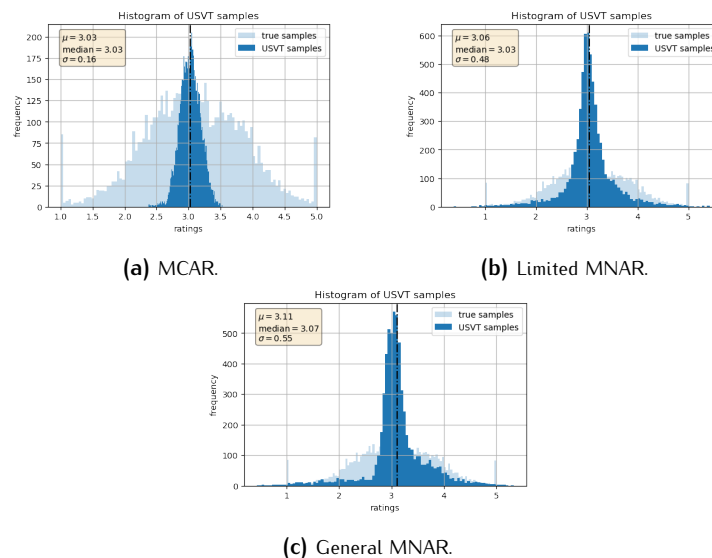 Histogram of USVT samples
μ = 3.03
median = 3.03
σ = 0.16
true samples
USVT samples
frequency
200
175
150
125
100
75
50
25
0
1.0 1.5 2.0 2.5 3.0 3.5 4.0 4.5 5.0
ratings
(a) MCAR.
Histogram of USVT samples
μ = 3.06
median = 3.03
σ = 0.48
true samples
USVT samples
frequency
600
500
400
300
200
100
0
1 2 3 4 5
ratings
(b) Limited MNAR.
Histogram of USVT samples
μ = 3.11
median = 3.07
σ = 0.55
true samples
USVT samples
frequency
500
400
300
200
100
0
1 2 3 4 5
ratings
(c) General MNAR.